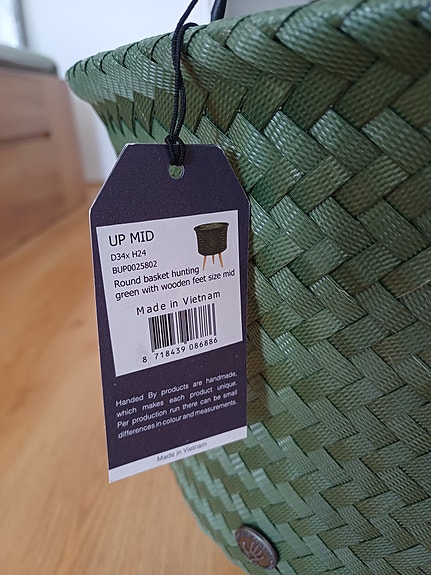 UP MID
D34x H24
BUP0025802
Round basket hunting
green with wooden feet size mid
Made in Vietnam
8 718439 086886
Handed By products are handmade,
which makes each product unique.
Per production run there can be small
differences in colour and measurements.
Made in Vietnam